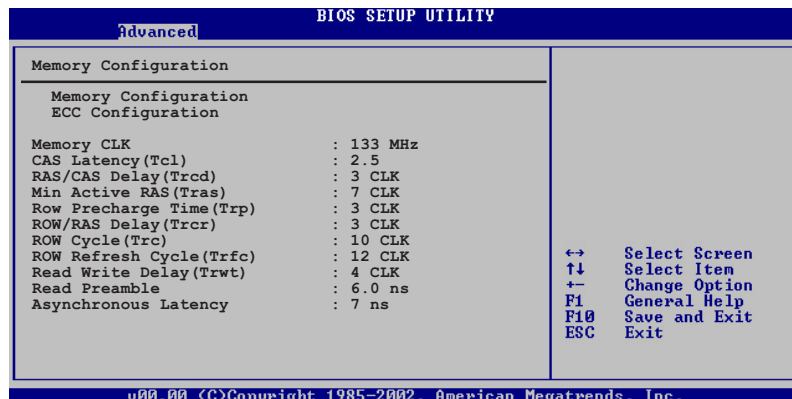 BIOS SETUP UTILITY
Advanced
Memory Configuration
Memory Configuration
ECC Configuration
Memory CLK : 133 MHz
CAS Latency(Tcl) : 2.5
RAS/CAS Delay(Trcd) : 3 CLK
Min Active RAS(Tras) : 7 CLK
Row Precharge Time(Trp) : 3 CLK
ROW/RAS Delay(Trcr) : 3 CLK
ROW Cycle(Trc) : 10 CLK
ROW Refresh Cycle(Trfc) : 12 CLK
Read Write Delay(Trwt) : 4 CLK
Read Preamble : 6.0 ns
Asynchronous Latency : 7 ns
←→ Select Screen
↑↓ Select Item
+- Change Option
F1 General Help
F10 Save and Exit
ESC Exit
v00.00 (C)Copyright 1985-2002, American Megatrends, Inc.